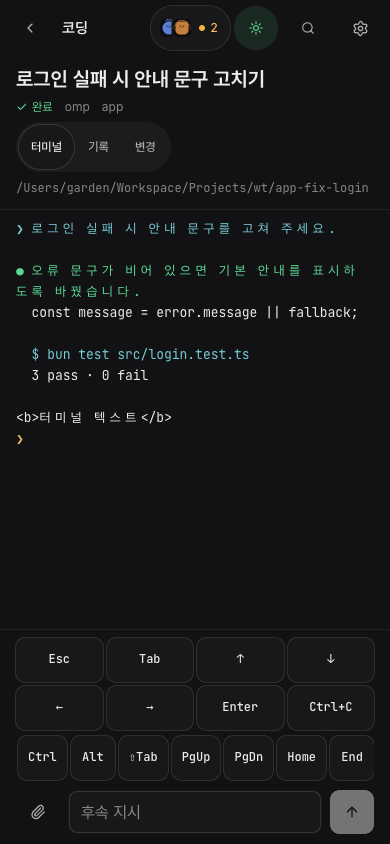 코딩
2
로그인 실패 시 안내 문구 고치기
✓ 완료 omp app
터미널 기록 변경
/Users/garden/Workspace/Projects/wt/app-fix-login
❯ 로그인 실패 시 안내 문구를 고쳐 주세요.
● 오류 문구가 비어 있으면 기본 안내를 표시하
도록 바꿨습니다.
const message = error.message || fallback;
$ bun test src/login.test.ts
3 pass · 0 fail
<b>터미널 텍스트</b>
❯
Esc Tab ↑ ↓
← → Enter Ctrl+C
Ctrl Alt ⇧Tab PgUp PgDn Home End
후속 지시